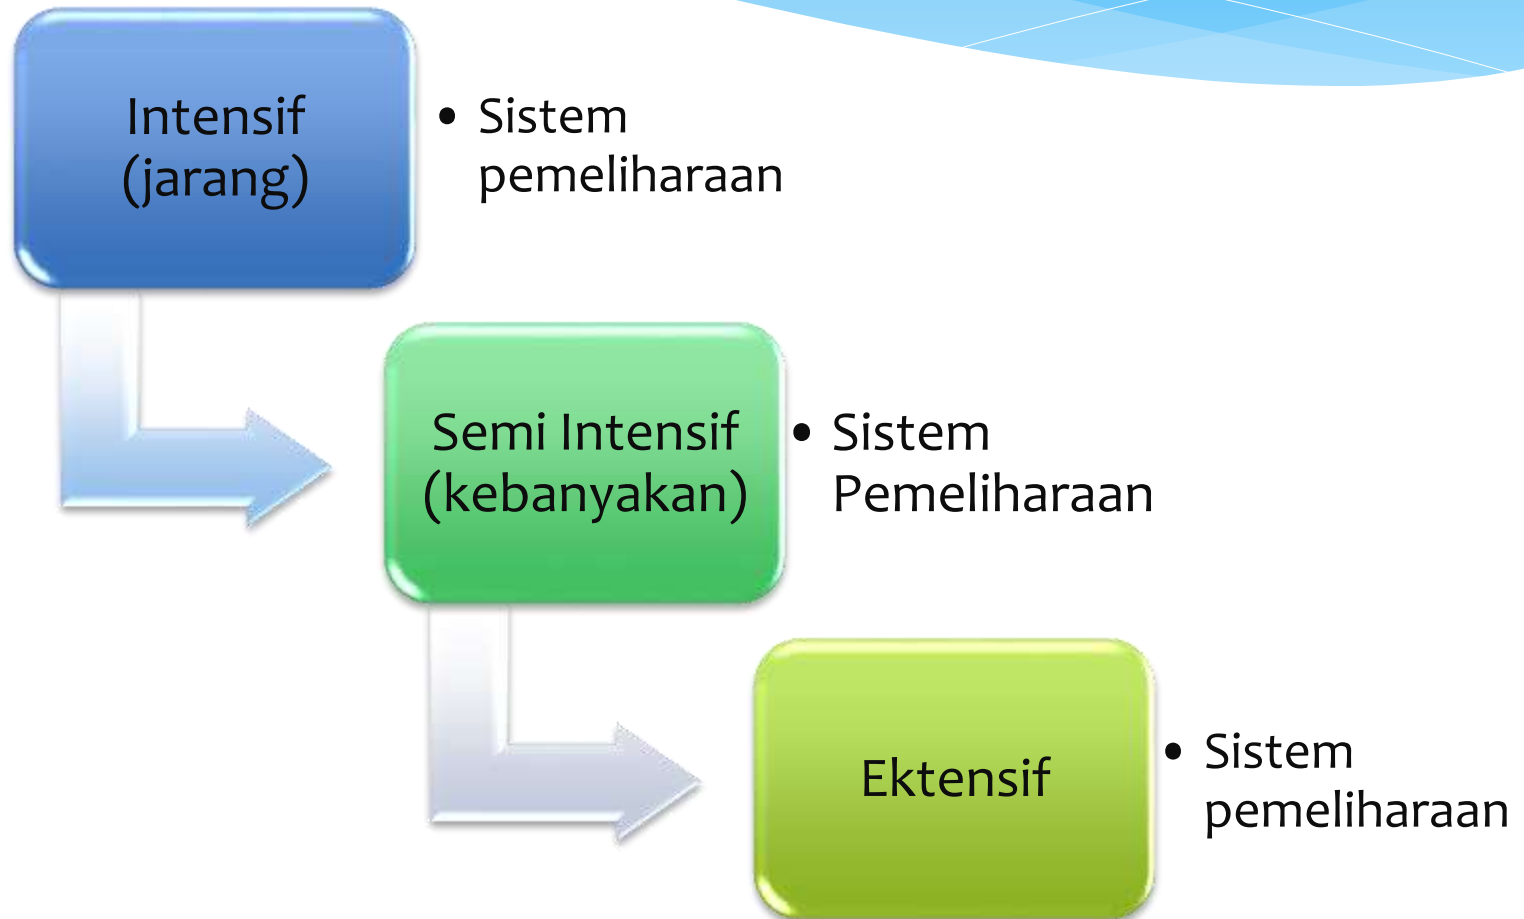 Intensif
(jarang)
• Sistem
pemeliharaan
Semi Intensif
(kebanyakan)
• Sistem
Pemeliharaan
Ektensif
• Sistem
pemeliharaan